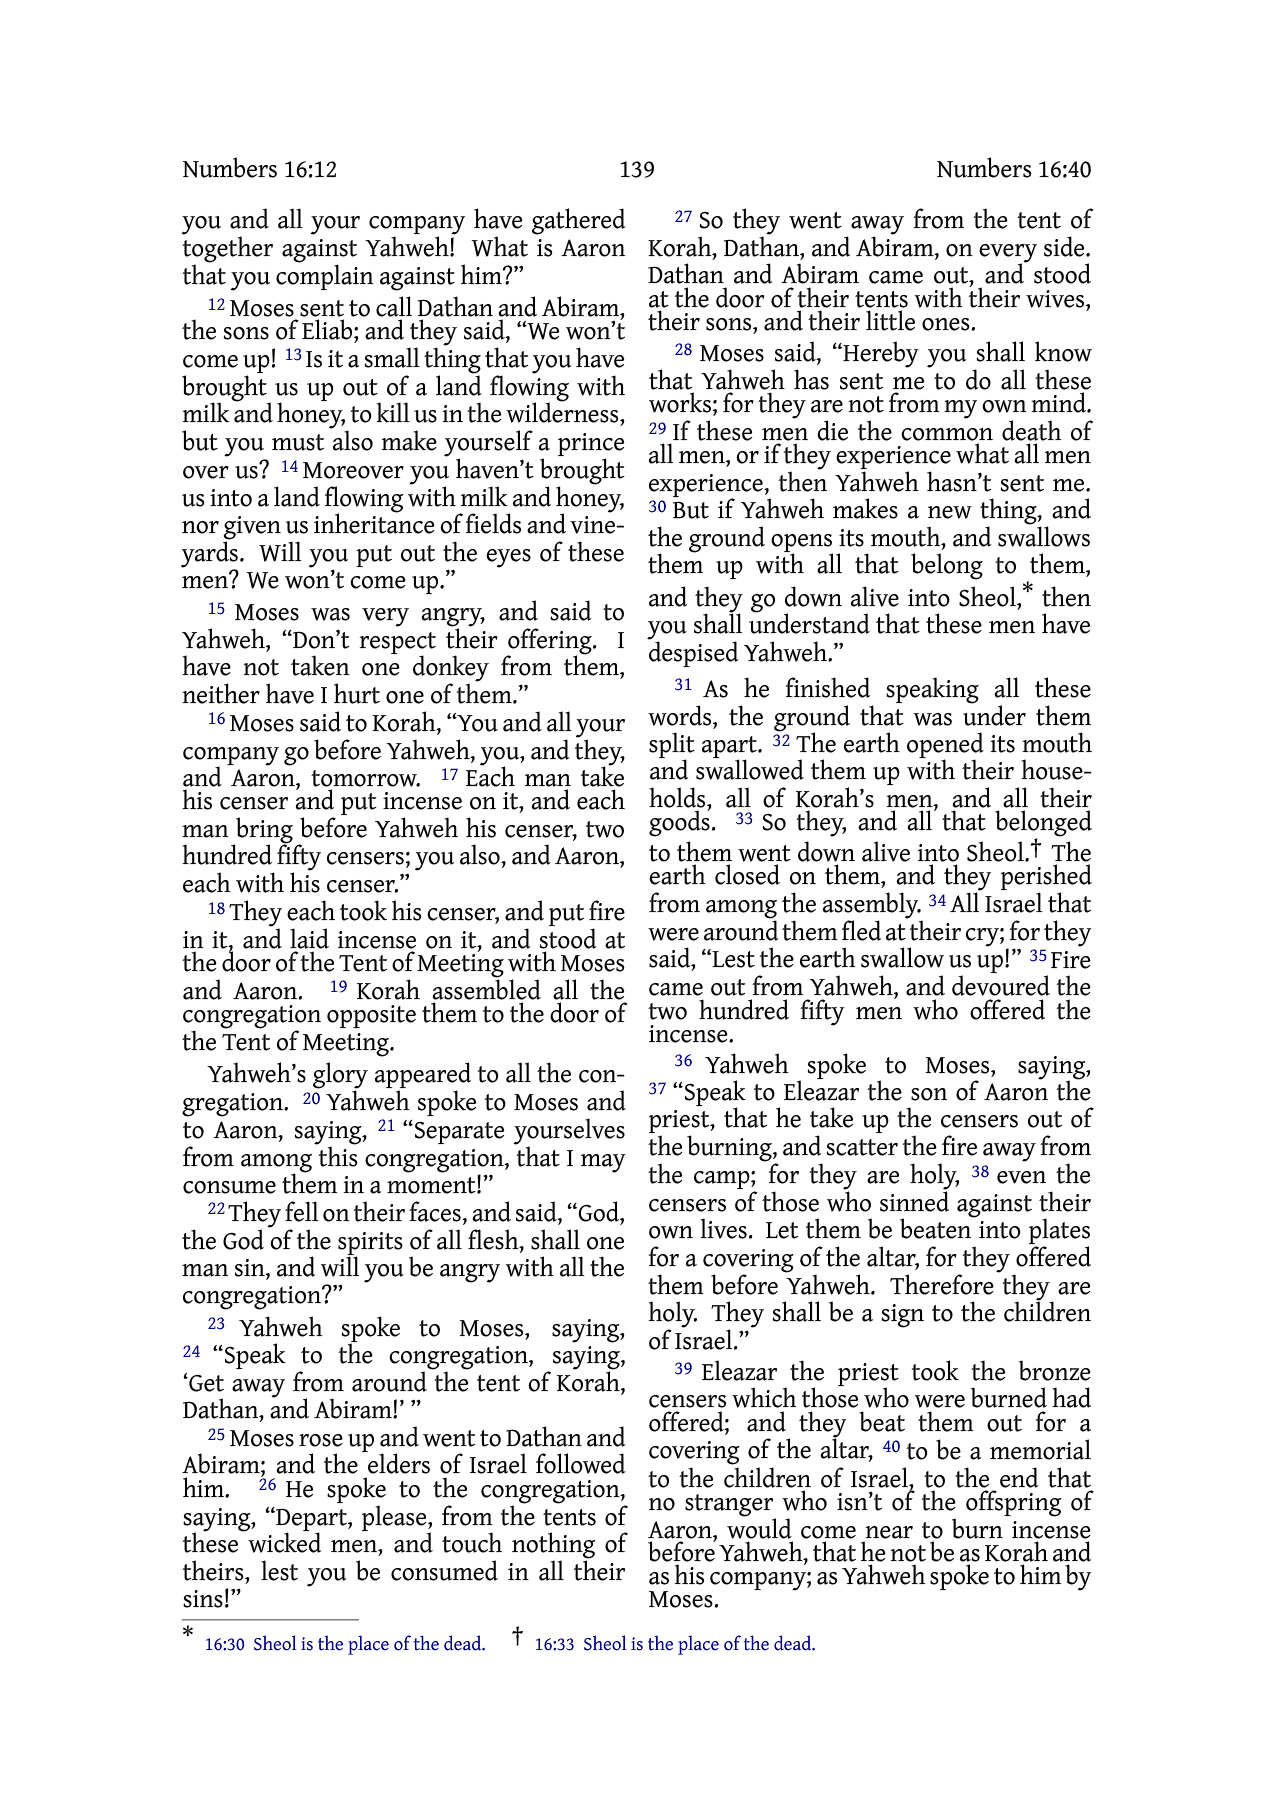 Numbers 16:12
139
Numbers 16:40
you and all your company have gathered
together against Yahweh! What is Aaron
that you complain against him?”
12 Moses sent to call Dathan and Abiram,
the sons of Eliab; and they said, “We won’t
come up! 13 Is it a small thing that you have
brought us up out of a land flowing with
milk and honey, to kill us in the wilderness,
but you must also make yourself a prince
over us? 14 Moreover you haven’t brought
us into a land flowing with milk and honey,
nor given us inheritance of fields and vine-
yards. Will you put out the eyes of these
men? We won’t come up.”
15 Moses was very angry, and said to
Yahweh, “Don’t respect their offering. I
have not taken one donkey from them,
neither have I hurt one of them.”
16 Moses said to Korah, “You and all your
company go before Yahweh, you, and they,
and Aaron, tomorrow. 17 Each man take
his censer and put incense on it, and each
man bring before Yahweh his censer, two
hundred fifty censers; you also, and Aaron,
each with his censer.”
18 They each took his censer, and put fire
in it, and laid incense on it, and stood at
the door of the Tent of Meeting with Moses
and Aaron. 19 Korah assembled all the
congregation opposite them to the door of
the Tent of Meeting.
Yahweh’s glory appeared to all the con-
gregation. 20 Yahweh spoke to Moses and
to Aaron, saying, 21 “Separate yourselves
from among this congregation, that I may
consume them in a moment!”
22 They fell on their faces, and said, “God,
the God of the spirits of all flesh, shall one
man sin, and will you be angry with all the
congregation?”
23 Yahweh spoke to Moses, saying,
24 “Speak to the congregation, saying,
‘Get away from around the tent of Korah,
Dathan, and Abiram!’ ”
25 Moses rose up and went to Dathan and
Abiram; and the elders of Israel followed
him. 26 He spoke to the congregation,
saying, “Depart, please, from the tents of
these wicked men, and touch nothing of
theirs, lest you be consumed in all their
sins!”
27 So they went away from the tent of
Korah, Dathan, and Abiram, on every side.
Dathan and Abiram came out, and stood
at the door of their tents with their wives,
their sons, and their little ones.
28 Moses said, “Hereby you shall know
that Yahweh has sent me to do all these
works; for they are not from my own mind.
29 If these men die the common death of
all men, or if they experience what all men
experience, then Yahweh hasn’t sent me.
30 But if Yahweh makes a new thing, and
the ground opens its mouth, and swallows
them up with all that belong to them,
and they go down alive into Sheol,* then
you shall understand that these men have
despised Yahweh.”
31 As he finished speaking all these
words, the ground that was under them
split apart. 32 The earth opened its mouth
and swallowed them up with their house-
holds, all of Korah’s men, and all their
goods. 33 So they, and all that belonged
to them went down alive into Sheol.† The
earth closed on them, and they perished
from among the assembly. 34 All Israel that
were around them fled at their cry; for they
said, “Lest the earth swallow us up!” 35 Fire
came out from Yahweh, and devoured the
two hundred fifty men who offered the
incense.
36 Yahweh spoke to Moses, saying,
37 “Speak to Eleazar the son of Aaron the
priest, that he take up the censers out of
the burning, and scatter the fire away from
the camp; for they are holy, 38 even the
censers of those who sinned against their
own lives. Let them be beaten into plates
for a covering of the altar, for they offered
them before Yahweh. Therefore they are
holy. They shall be a sign to the children
of Israel.”
39 Eleazar the priest took the bronze
censers which those who were burned had
offered; and they beat them out for a
covering of the altar, 40 to be a memorial
to the children of Israel, to the end that
no stranger who isn’t of the offspring of
Aaron, would come near to burn incense
before Yahweh, that he not be as Korah and
as his company; as Yahweh spoke to him by
Moses.
* 16:30 Sheol is the place of the dead. † 16:33 Sheol is the place of the dead.